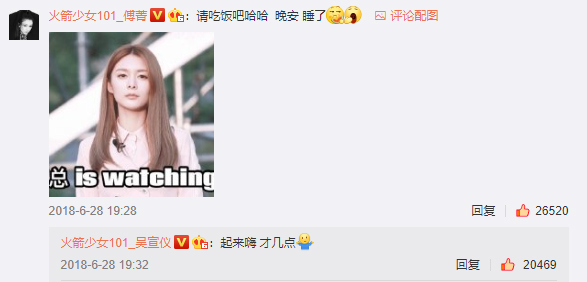 火箭少女101_傅菁：请吃饭吧哈哈 晚安 睡了 评论配图
总 is watching
2018-6-28 19:28 回复 26520
火箭少女101_吴宣仪：起来嗨 才几点
2018-6-28 19:32 回复 20469